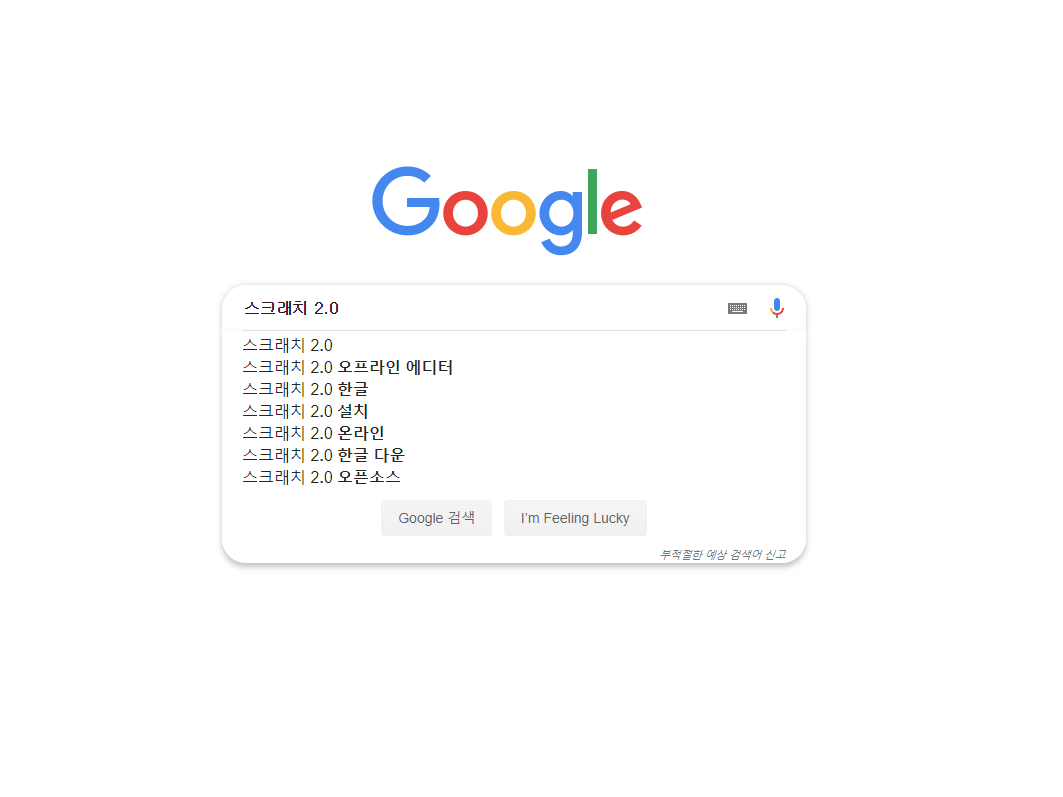 Google
스크래치 2.0
스크래치 2.0
스크래치 2.0 오프라인 에디터
스크래치 2.0 한글
스크래치 2.0 설치
스크래치 2.0 온라인
스크래치 2.0 한글 다운
스크래치 2.0 오픈소스
Google 검색 I'm Feeling Lucky
부적절한 예상 검색어 신고